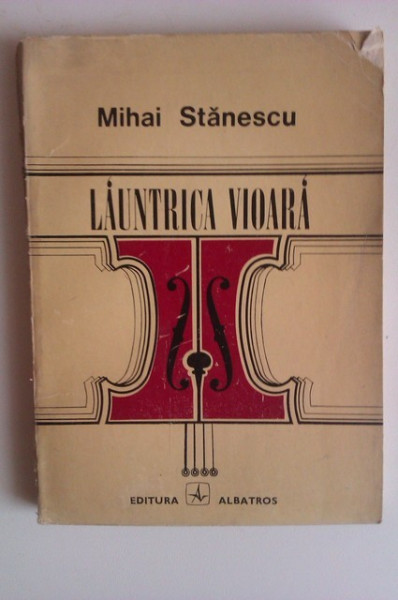 Mihai Stănescu
LĂUNTRICA VIOARĂ
EDITURA ALBATROS